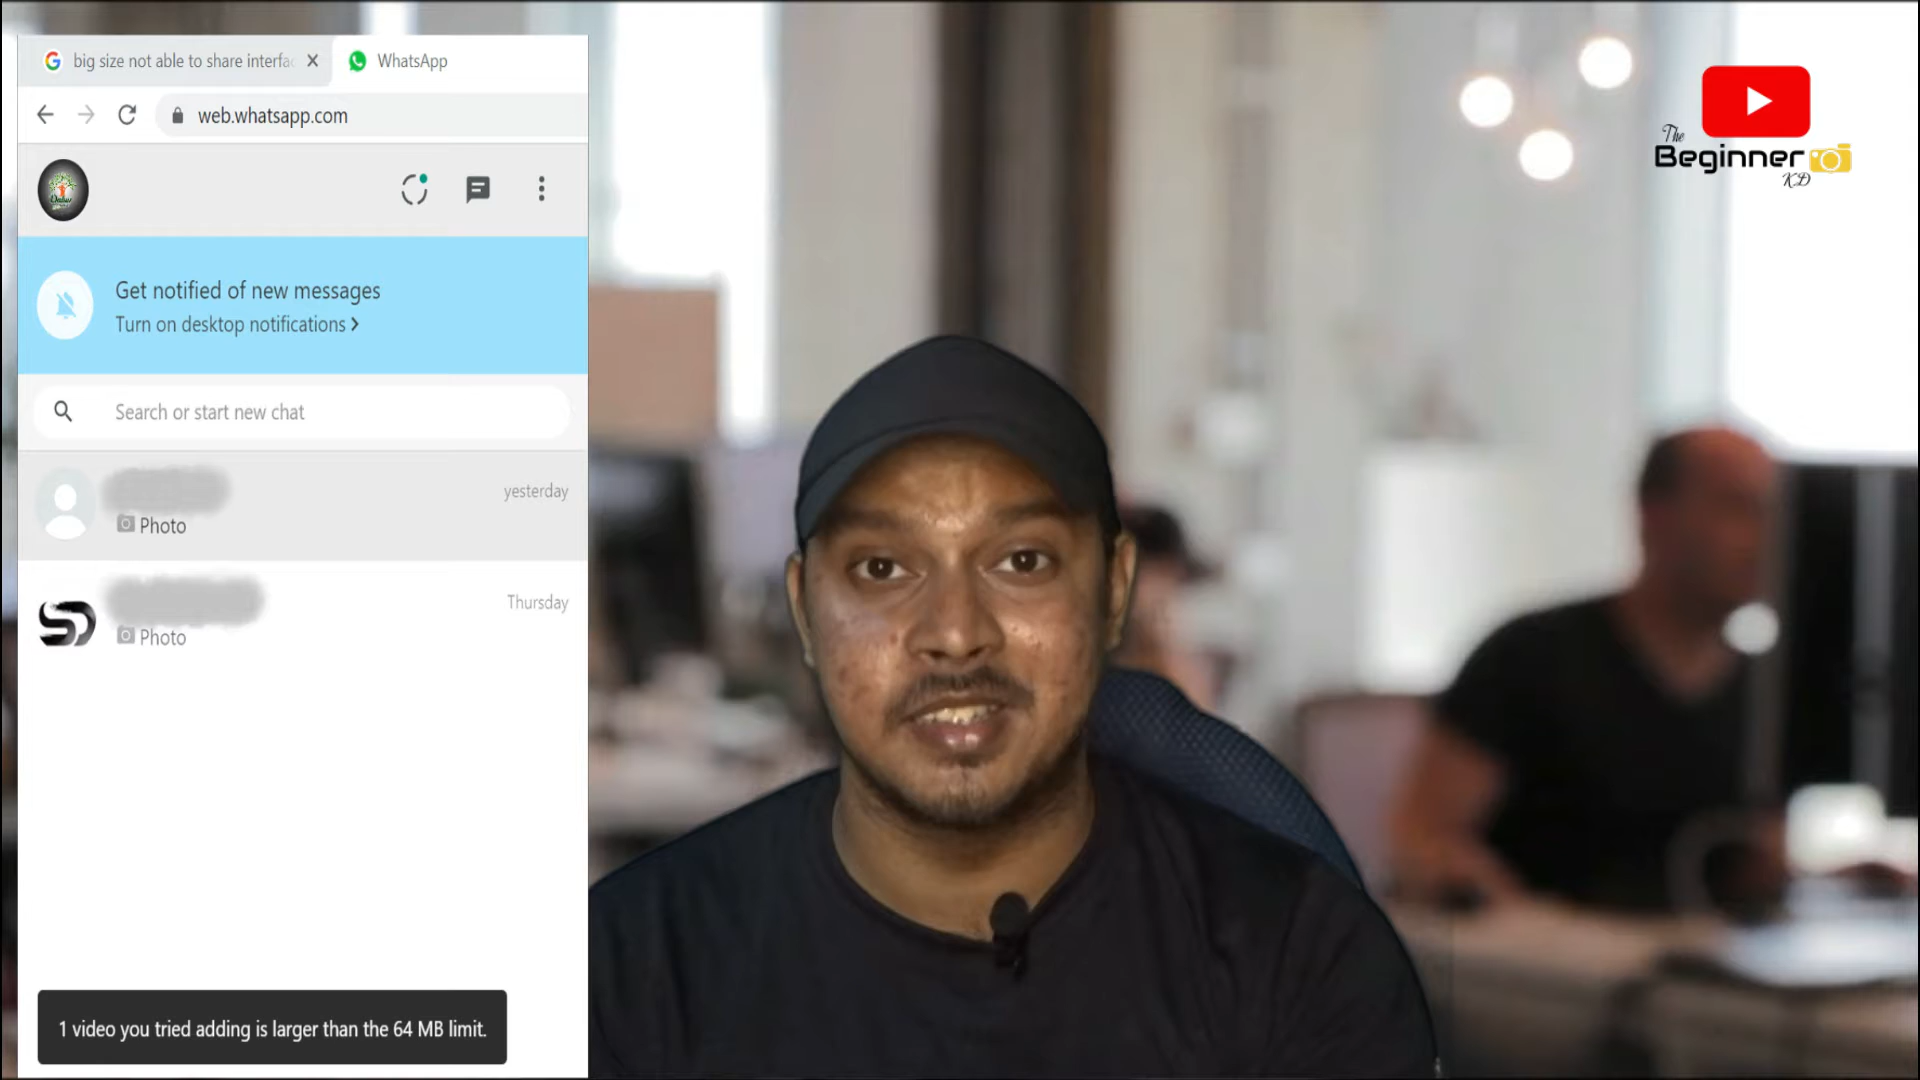 big size not able to share interfa
WhatsApp
web.whatsapp.com
Get notified of new messages
Turn on desktop notifications
Search or start new chat
yesterday
Photo
Thursday
Photo
1 video you tried adding is larger than the 64 MB limit.
The
Beginner
KD